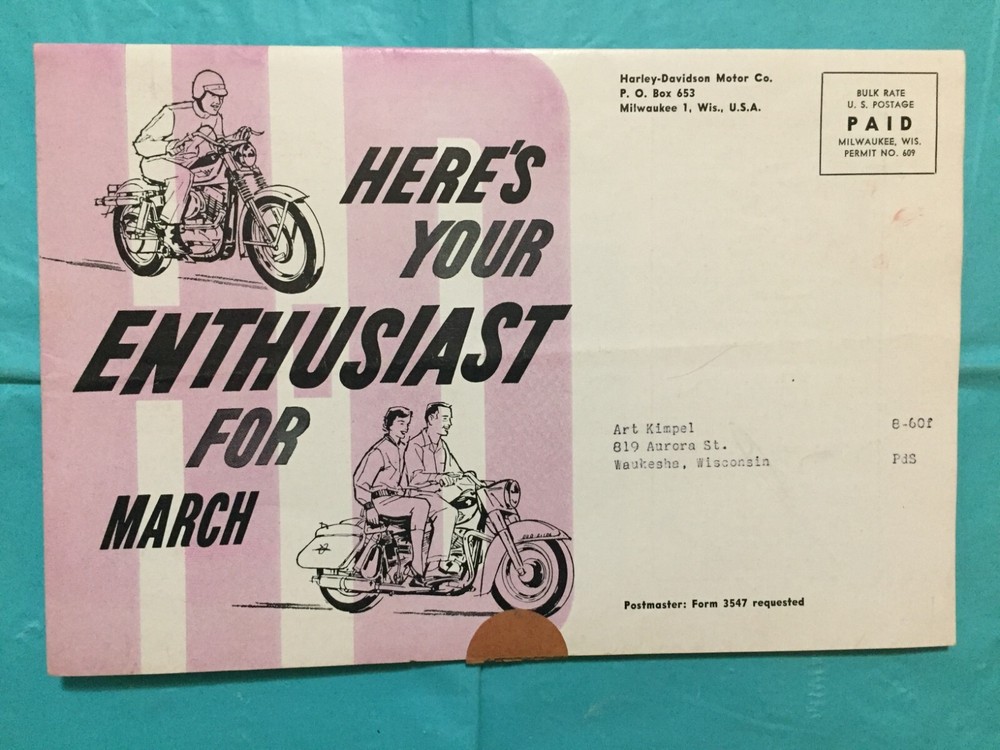 HERE'S
YOUR
ENTHUSIAST
FOR
MARCH
Harley-Davidson Motor Co.
P. O. Box 653
Milwaukee 1, Wis., U.S.A.
BULK RATE
U. S. POSTAGE
PAID
MILWAUKEE, WIS.
PERMIT NO. 609
Art Kimpel 8-60f
819 Aurora St.
Waukesha, Wisconsin PdS
Postmaster: Form 3547 requested